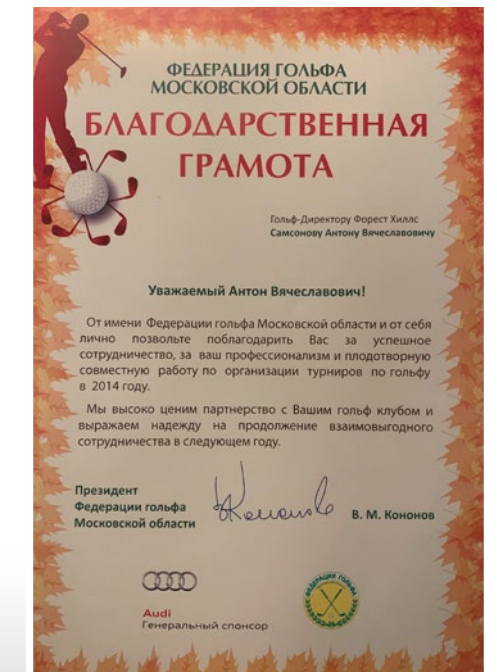 ФЕДЕРАЦИЯ ГОЛЬФА
МОСКОВСКОЙ ОБЛАСТИ
БЛАГОДАРСТВЕННАЯ
ГРАМОТА
Гольф-Директору Форест Хиллс
Самсонову Антону Вячеславовичу
Уважаемый Антон Вячеславович!
От имени Федерации гольфа Московской области и от себя
лично позвольте поблагодарить Вас за успешное
сотрудничество, за ваш профессионализм и плодотворную
совместную работу по организации турниров по гольфу
в 2014 году.
Мы высоко ценим партнерство с Вашим гольф клубом и
выражаем надежду на продолжение взаимовыгодного
сотрудничества в следующем году.
Президент
Федерации гольфа
Московской области
В. М. Кононов
Audi
Генеральный спонсор
ФЕДЕРАЦИЯ ГОЛЬФА